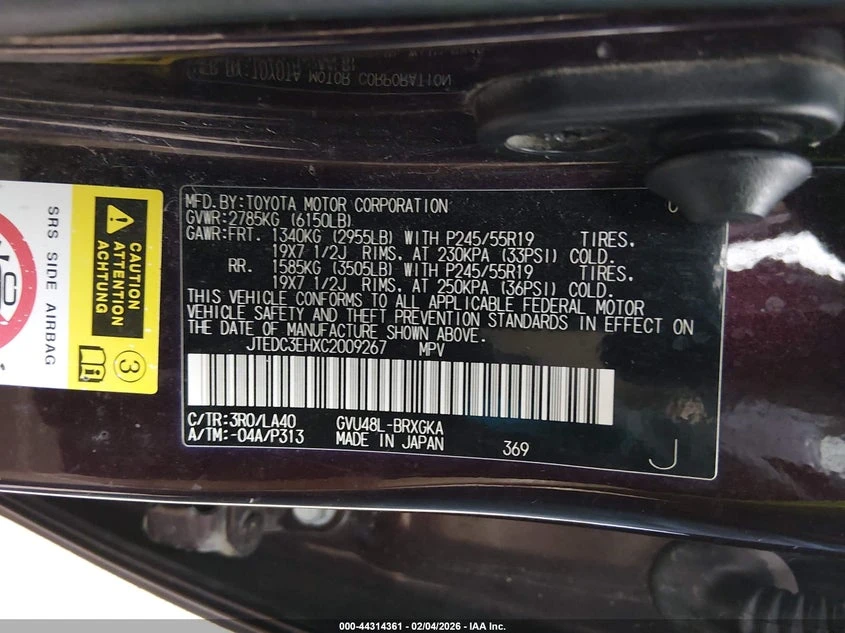 MFD.BY:TOYOTA MOTOR CORPORATION
GVWR:2785KG (6150LB)
GAWR:FRT. 1340KG (2955LB) WITH P245/55R19 TIRES.
19X7 1/2J RIMS, AT 230KPA (33PSI) COLD.
RR. 1585KG (3505LB) WITH P245/55R19 TIRES.
19X7 1/2J RIMS, AT 250KPA (36PSI) COLD.
THIS VEHICLE CONFORMS TO ALL APPLICABLE FEDERAL MOTOR
VEHICLE SAFETY AND THEFT PREVENTION STANDARDS IN EFFECT ON
THE DATE OF MANUFACTURE SHOWN ABOVE.
JTEDC3EHXC2009267 MPV
C/TR:3R0/LA40 GVU48L-BRXGKA
A/TM:-04A/P313 MADE IN JAPAN 369
J
SRS SIDE AIRBAG
CAUTION
ATTENTION
3
000-44314361 - 02/04/2026 - IAA Inc.